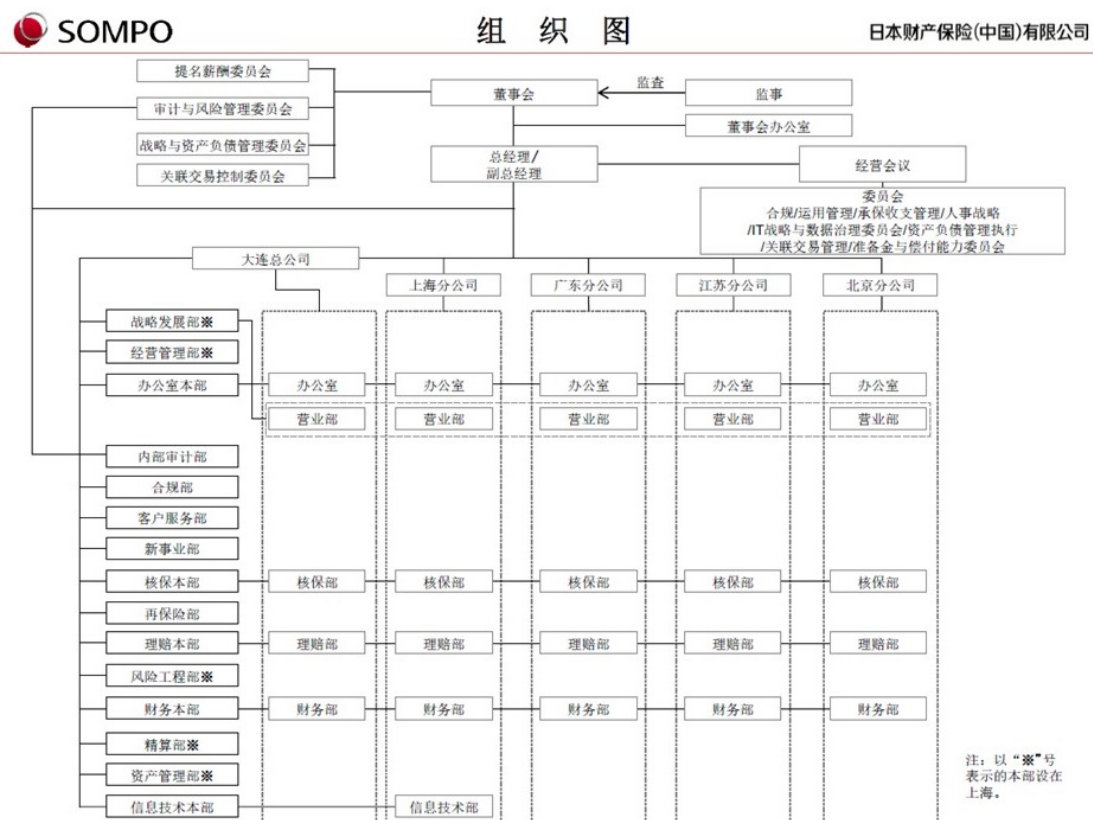 SOMPO
组织图
日本财产保险(中国)有限公司
提名薪酬委员会
审计与风险管理委员会
战略与资产负债管理委员会
关联交易控制委员会
董事会
监查
监事
董事会办公室
总经理/
副总经理
经营会议
委员会
合规/运用管理/承保收支管理/人事战略
/IT战略与数据治理委员会/资产负债管理执行
/关联交易管理/准备金与偿付能力委员会
大连总公司
上海分公司
广东分公司
江苏分公司
北京分公司
战略发展部※
经营管理部※
办公室本部
办公室
办公室
办公室
办公室
办公室
营业部
营业部
营业部
营业部
营业部
内部审计部
合规部
客户服务部
新事业部
核保本部
核保部
核保部
核保部
核保部
核保部
再保险部
理赔本部
理赔部
理赔部
理赔部
理赔部
理赔部
风险工程部※
财务本部
财务部
财务部
财务部
财务部
财务部
精算部※
资产管理部※
信息技术本部
信息技术部
注：以“※”号
表示的本部设在
上海。